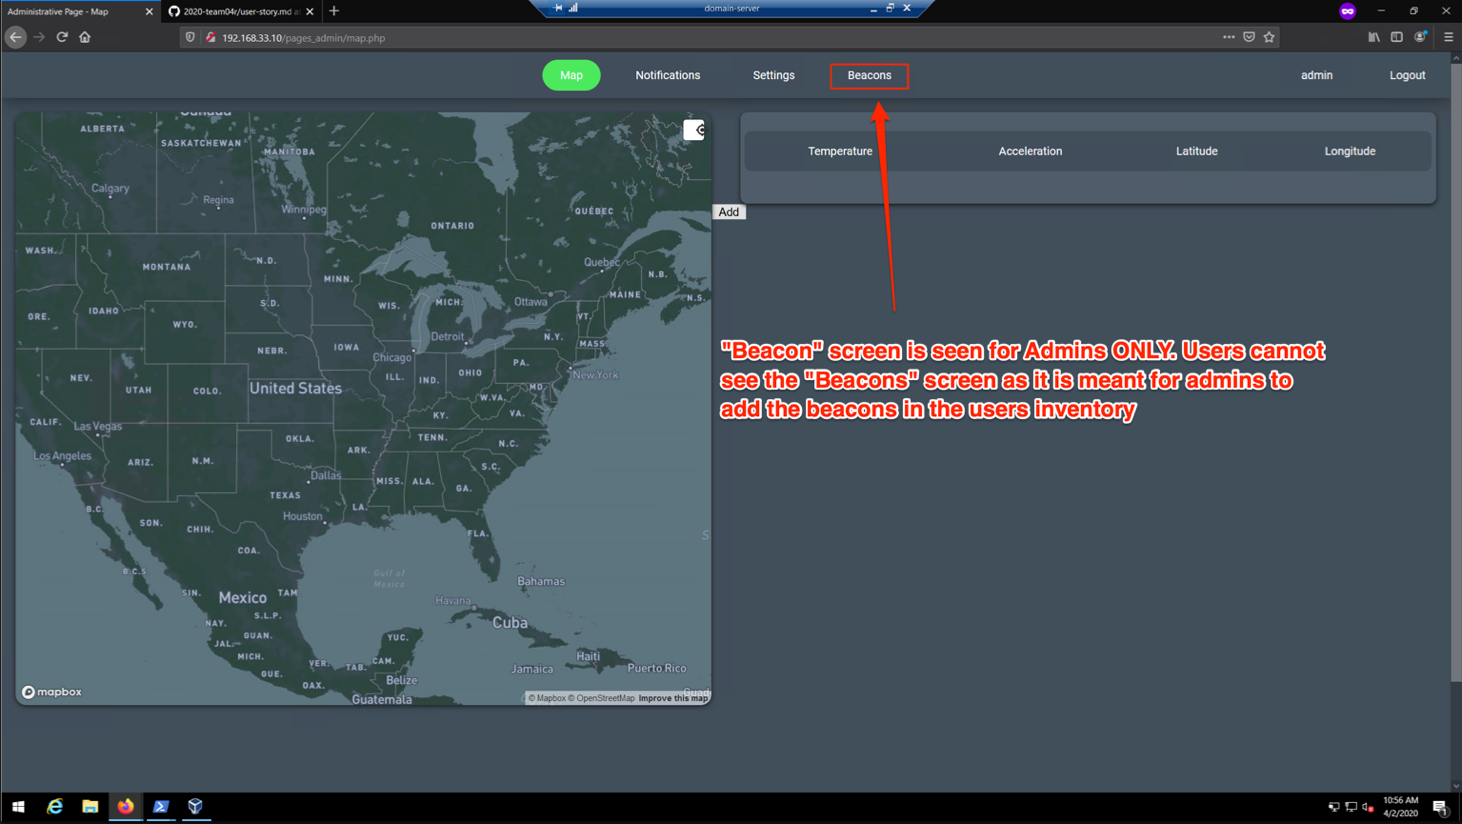 Administrative Page - Map
2020-team04r/user-story.md at
domain-server
192.168.33.10/pages_admin/map.php
Map
Notifications
Settings
Beacons
admin
Logout
Temperature
Acceleration
Latitude
Longitude
Add
"Beacon" screen is seen for Admins ONLY. Users cannot
see the "Beacons" screen as it is meant for admins to
add the beacons in the users inventory
Canada
ALBERTA
SASKATCHEWAN
MANITOBA
Calgary
Regina
Winnipeg
ONTARIO
QUÉBEC
WASH.
MONTANA
N.D.
MINN.
Quebec
N.B.
MAINE
N.S.
Ottawa
ORE.
IDAHO
S.D.
WIS.
MICH.
VT.
WYO.
Detroit
N.Y.
MASS.
NEBR.
IOWA
Chicago
PA.
New York
NEV.
UTAH
COLO.
United States
ILL.
IND.
OHIO
MD.
W.VA.
VA.
KY.
CALIF.
Las Vegas
OKLA.
TENN.
N.C.
Los Angeles
ARIZ.
N.M.
ARK.
S.C.
Dallas
MISS.
ALA.
GA.
TEXAS
LA.
B.C.
SON.
CHIH.
Houston
FLA.
S
COA.
B.C.S
Gulf of
Mexico
Bahamas
SIN.
Mexico
TAM
Havana
S.L.P.
Cuba
NAY.
GUAN.
YUC.
JAL.
MICH.
VER.
TAB.
CAM.
Haiti
Jamaica
Puerto Rico
GUE.
OAX.
Belize
Guatemala
Guad
mapbox
© Mapbox © OpenStreetMap Improve this map
10:56 AM
4/2/2020
1